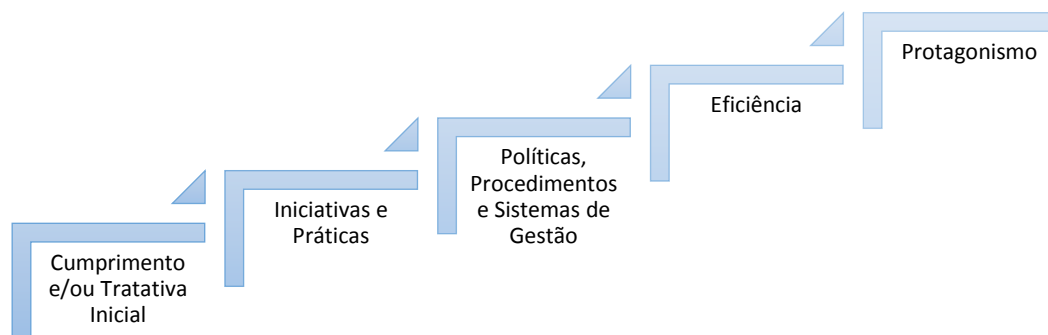 Cumprimento
e/ou Tratativa
Inicial
Iniciativas e
Práticas
Políticas,
Procedimentos
e Sistemas de
Gestão
Eficiência
Protagonismo